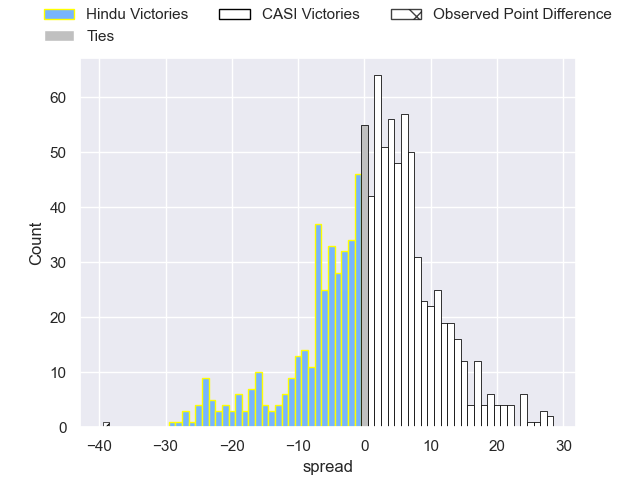 Hindu Victories
CASI Victories
Observed Point Difference
Ties
60
50
40
30
20
10
0
Count
−40
−30
−20
−10
0
10
20
30
spread